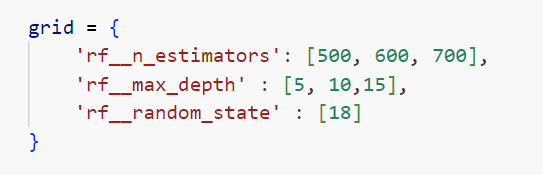 grid = {
    'rf__n_estimators': [500, 600, 700],
    'rf__max_depth' : [5, 10,15],
    'rf__random_state' : [18]
}